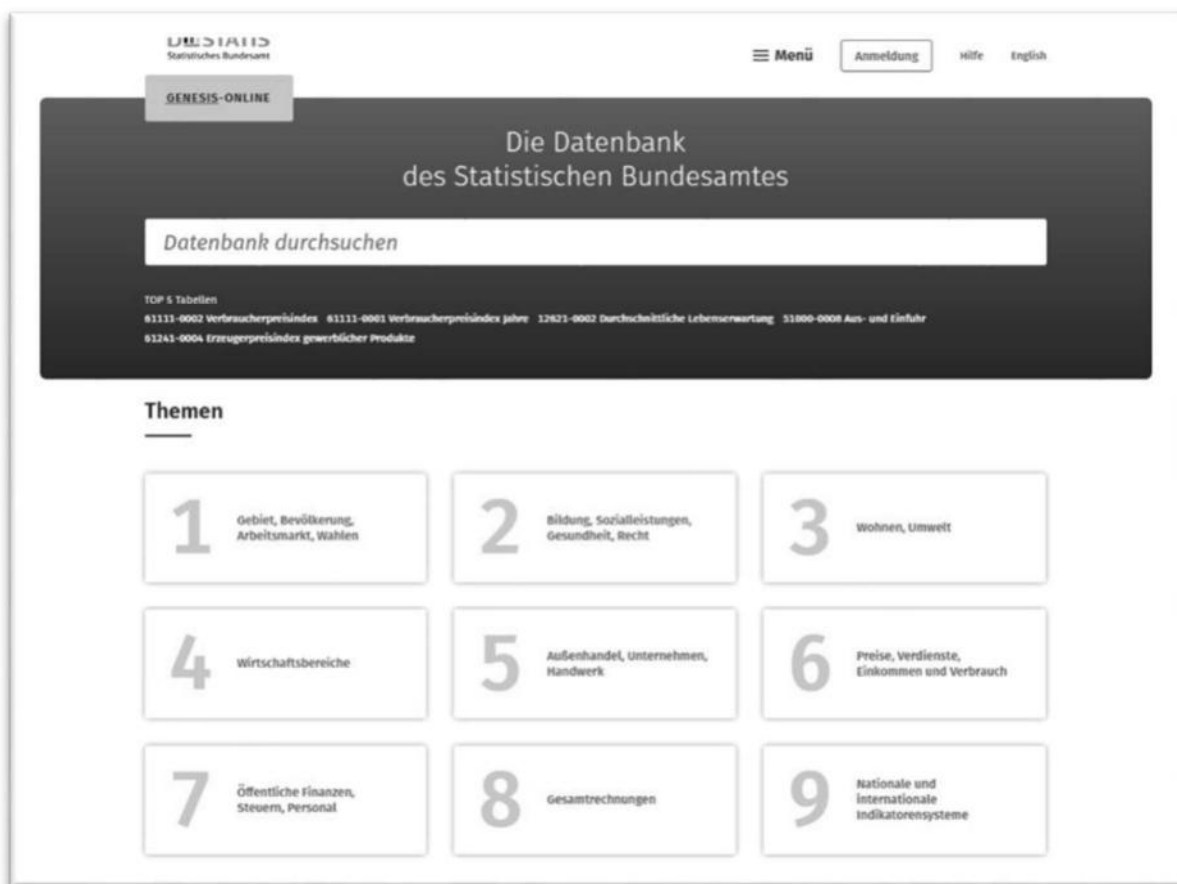 DESTATIS
Statistisches Bundesamt
Menü
Anmeldung
Hilfe
English
GENESIS-ONLINE
Die Datenbank
des Statistischen Bundesamtes
Datenbank durchsuchen
TOP 5 Tabellen
61111-0002 Verbraucherpreisindex 61111-0001 Verbraucherpreisindex Jahre 12621-0002 Durchschnittliche Lebenserwartung 51000-0008 Aus- und Einfuhr
61241-0004 Erzeugerpreisindex gewerblicher Produkte
Themen
1
Gebiet, Bevölkerung,
Arbeitsmarkt, Wahlen
2
Bildung, Sozialleistungen,
Gesundheit, Recht
3
Wohnen, Umwelt
4
Wirtschaftsbereiche
5
Außenhandel, Unternehmen,
Handwerk
6
Preise, Verdienste,
Einkommen und Verbrauch
7
Öffentliche Finanzen,
Steuern, Personal
8
Gesamtrechnungen
9
Nationale und
internationale
Indikatorensysteme